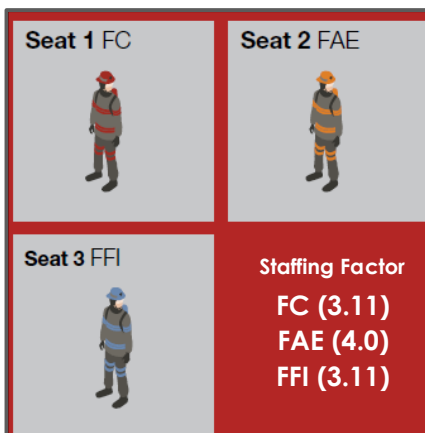 Seat 1 FC
Seat 2 FAE
Seat 3 FFI
Staffing Factor
FC (3.11)
FAE (4.0)
FFI (3.11)